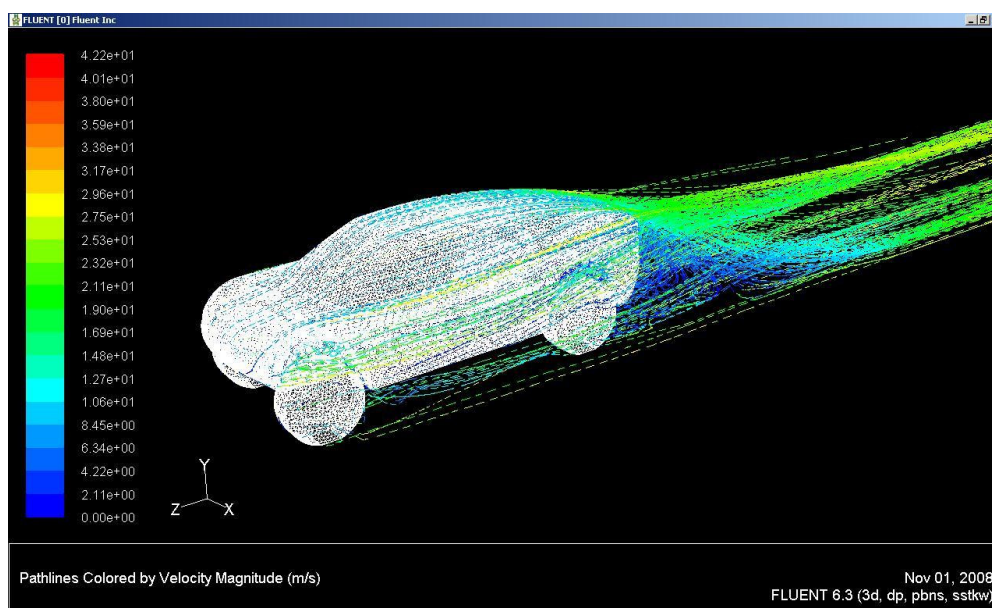 FLUENT [0] Fluent Inc
4.22e+01
4.01e+01
3.80e+01
3.59e+01
3.38e+01
3.17e+01
2.96e+01
2.75e+01
2.53e+01
2.32e+01
2.11e+01
1.90e+01
1.69e+01
1.48e+01
1.27e+01
1.06e+01
8.45e+00
6.34e+00
4.22e+00
2.11e+00
0.00e+00
Y
Z X
Pathlines Colored by Velocity Magnitude (m/s)
Nov 01, 2008
FLUENT 6.3 (3d, dp, pbns, sstkw)